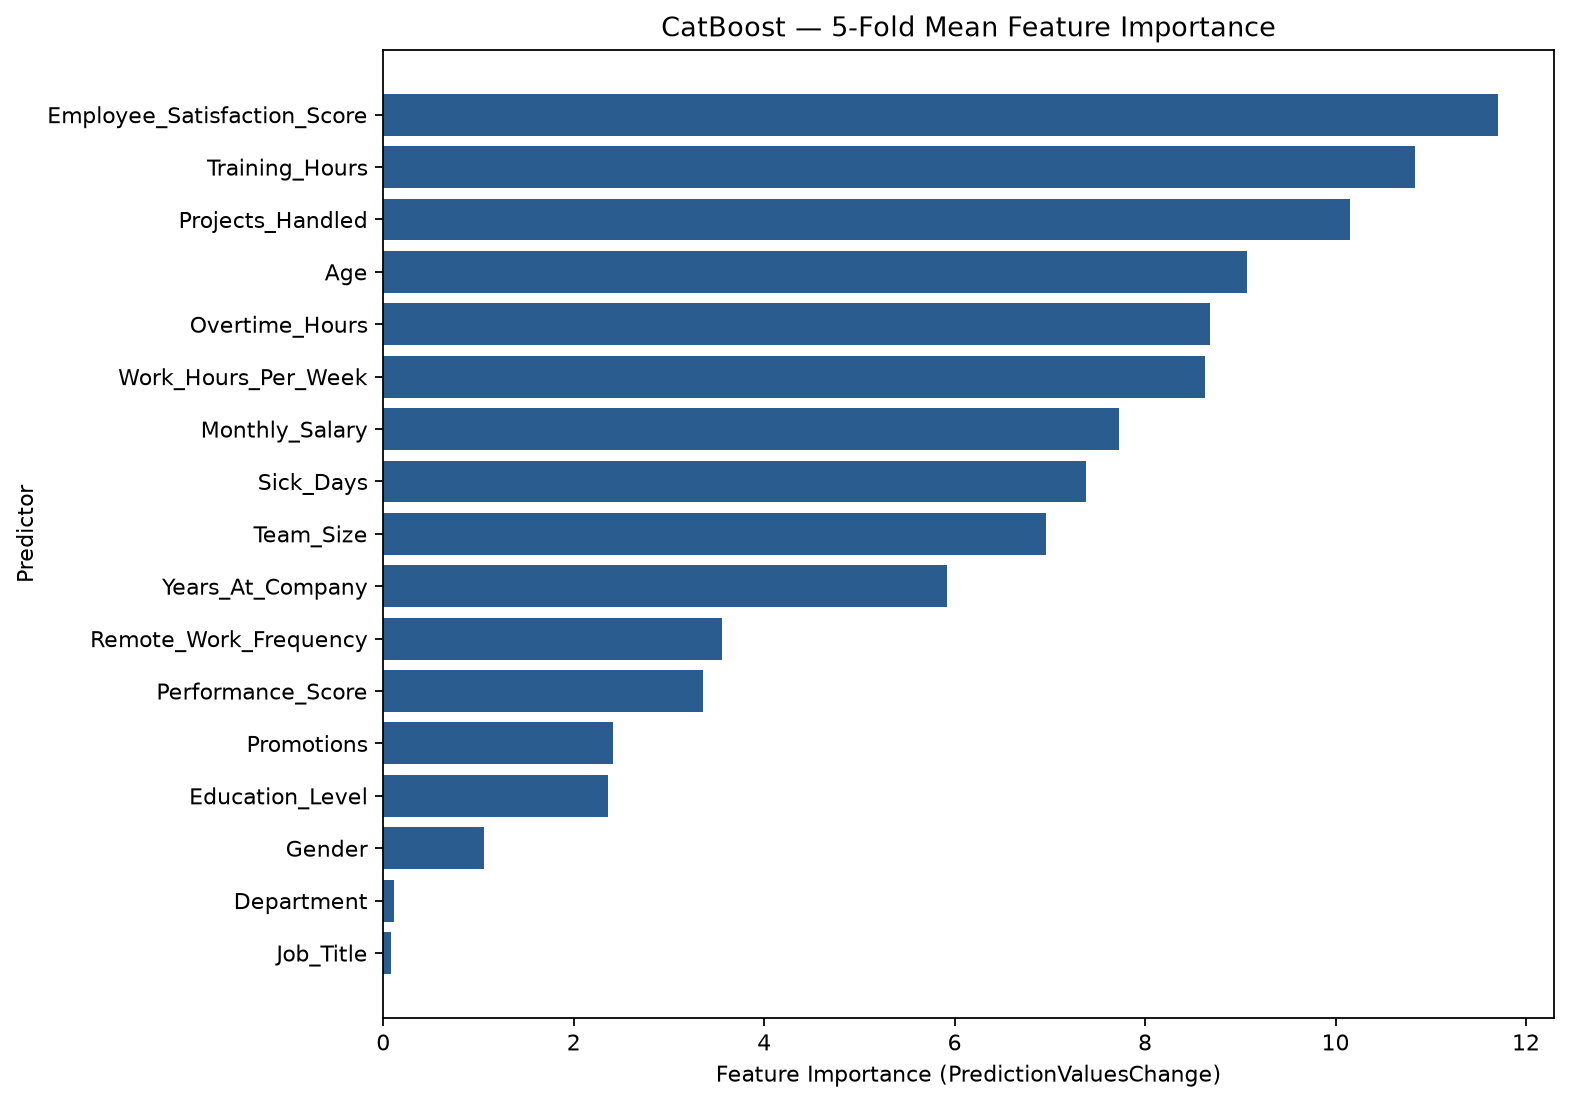 CatBoost — 5-Fold Mean Feature Importance
Employee_Satisfaction_Score
Training_Hours
Projects_Handled
Age
Overtime_Hours
Work_Hours_Per_Week
Monthly_Salary
Sick_Days
Team_Size
Years_At_Company
Remote_Work_Frequency
Performance_Score
Promotions
Education_Level
Gender
Department
Job_Title
Predictor
0 2 4 6 8 10 12
Feature Importance (PredictionValuesChange)